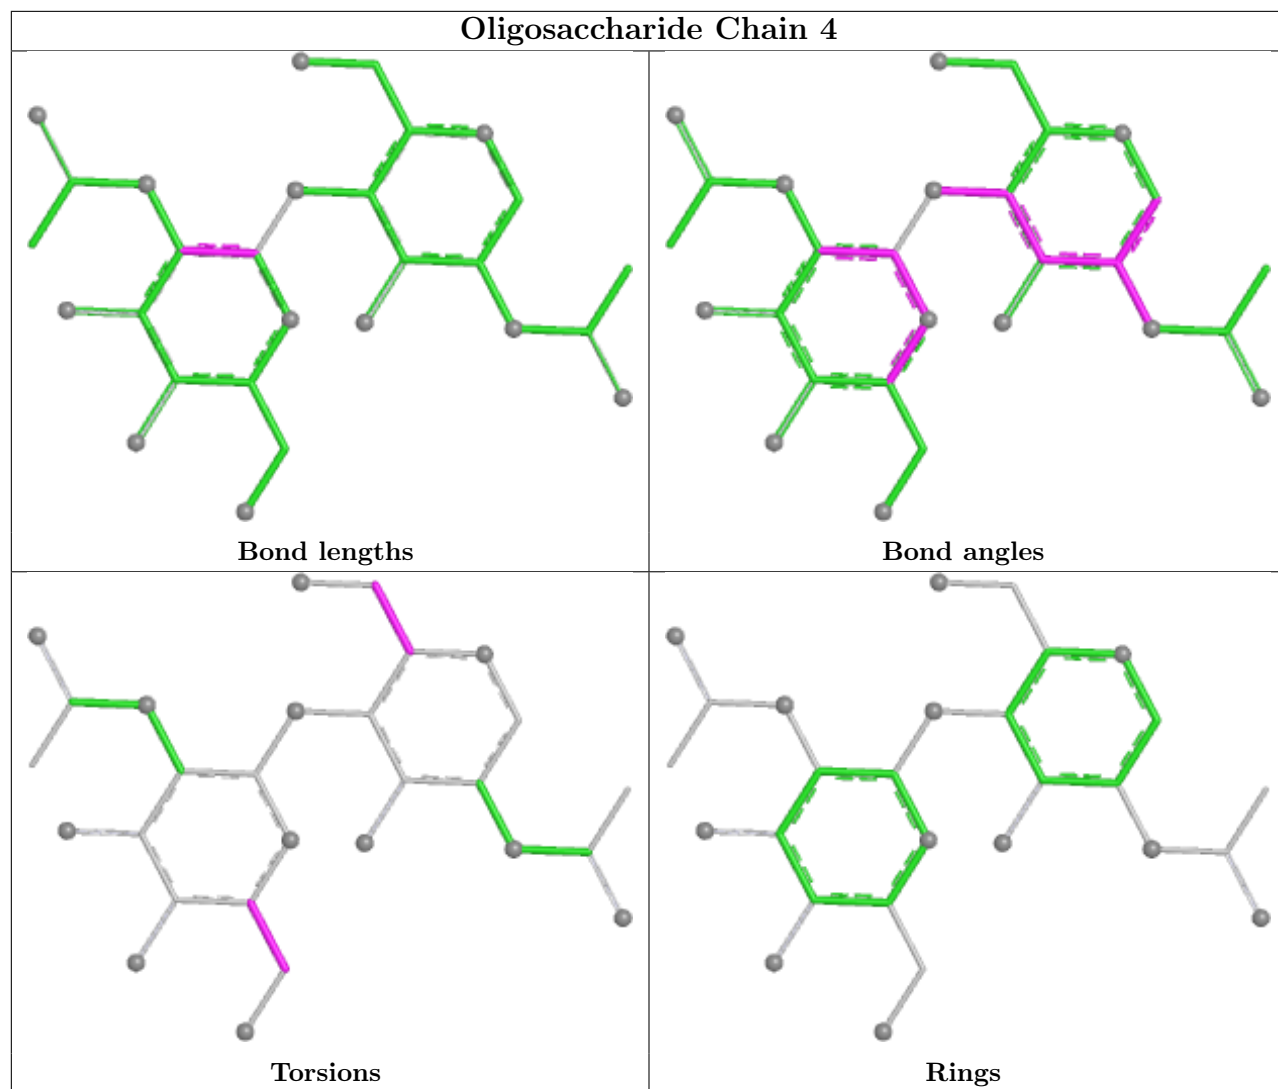 Oligosaccharide Chain 4
Bond lengths
Bond angles
Torsions
Rings